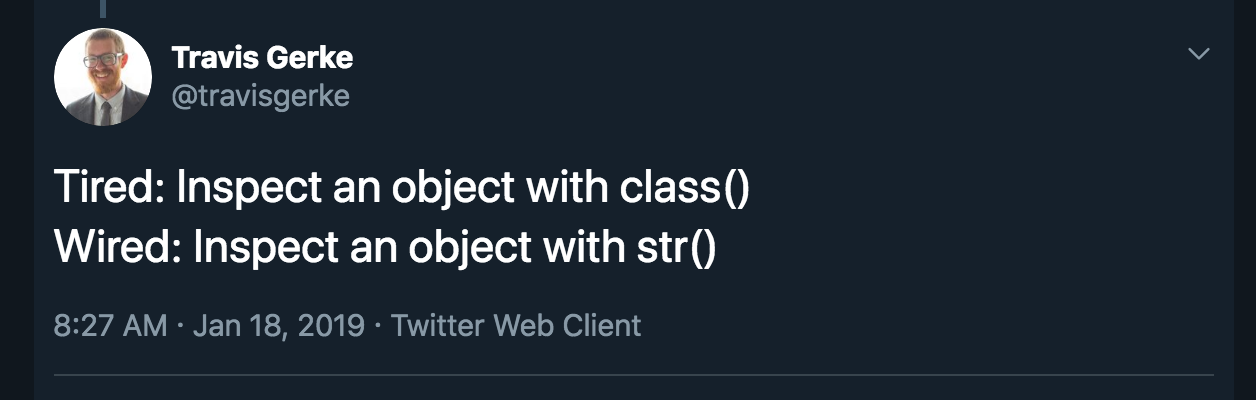 Travis Gerke
@travisgerke
Tired: Inspect an object with class()
Wired: Inspect an object with str()
8:27 AM · Jan 18, 2019 · Twitter Web Client